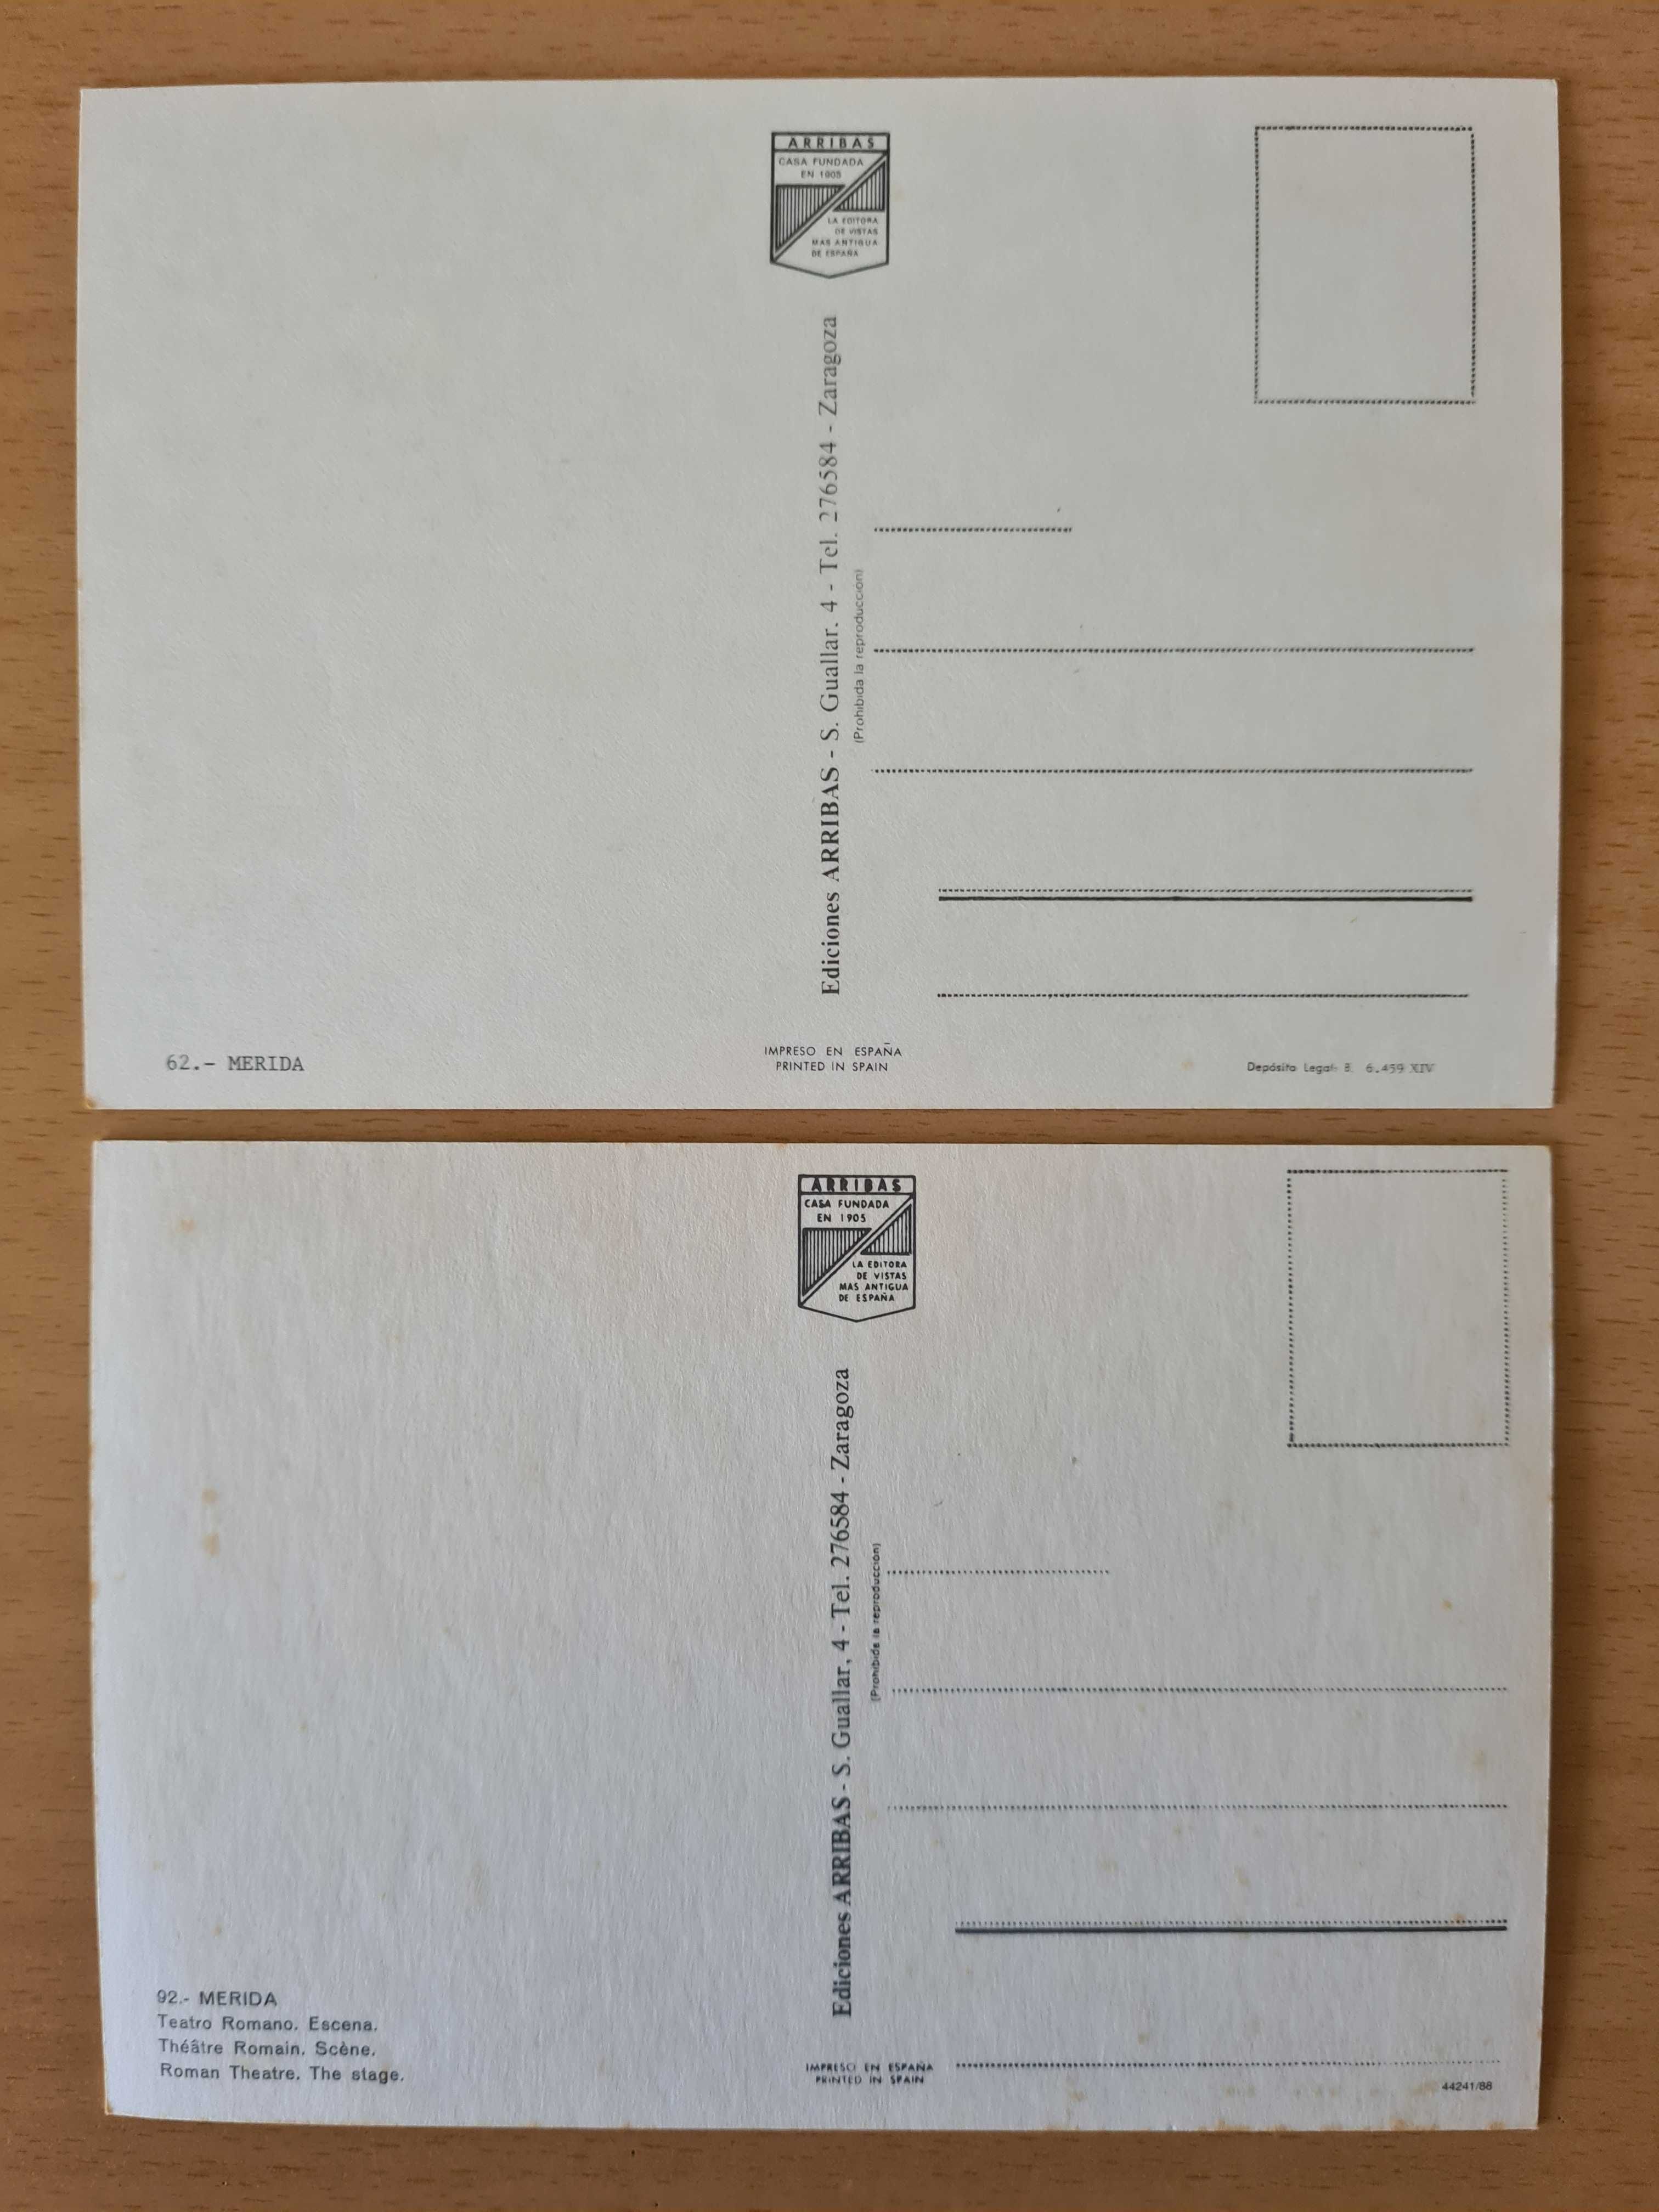 ARRIBAS
CASA FUNDADA
EN 1905
LA EDITORA
DE VISTAS
MAS ANTIGUA
DE ESPAÑA
Ediciones ARRIBAS - S. Guallar. 4 - Tel. 276584 - Zaragoza
(Prohibida la reproducción)
62.- MERIDA
IMPRESO EN ESPAÑA
PRINTED IN SPAIN
Depósito Legal: B. 6.459 XIV
ARRIBAS
CASA FUNDADA
EN 1905
LA EDITORA
DE VISTAS
MAS ANTIGUA
DE ESPAÑA
Ediciones ARRIBAS - S. Guallar, 4 - Tel. 276584 - Zaragoza
(Prohibida la reproducción)
92.- MERIDA
Teatro Romano. Escena.
Théâtre Romain. Scène.
Roman Theatre. The stage.
IMPRESO EN ESPAÑA
PRINTED IN SPAIN
44241/88